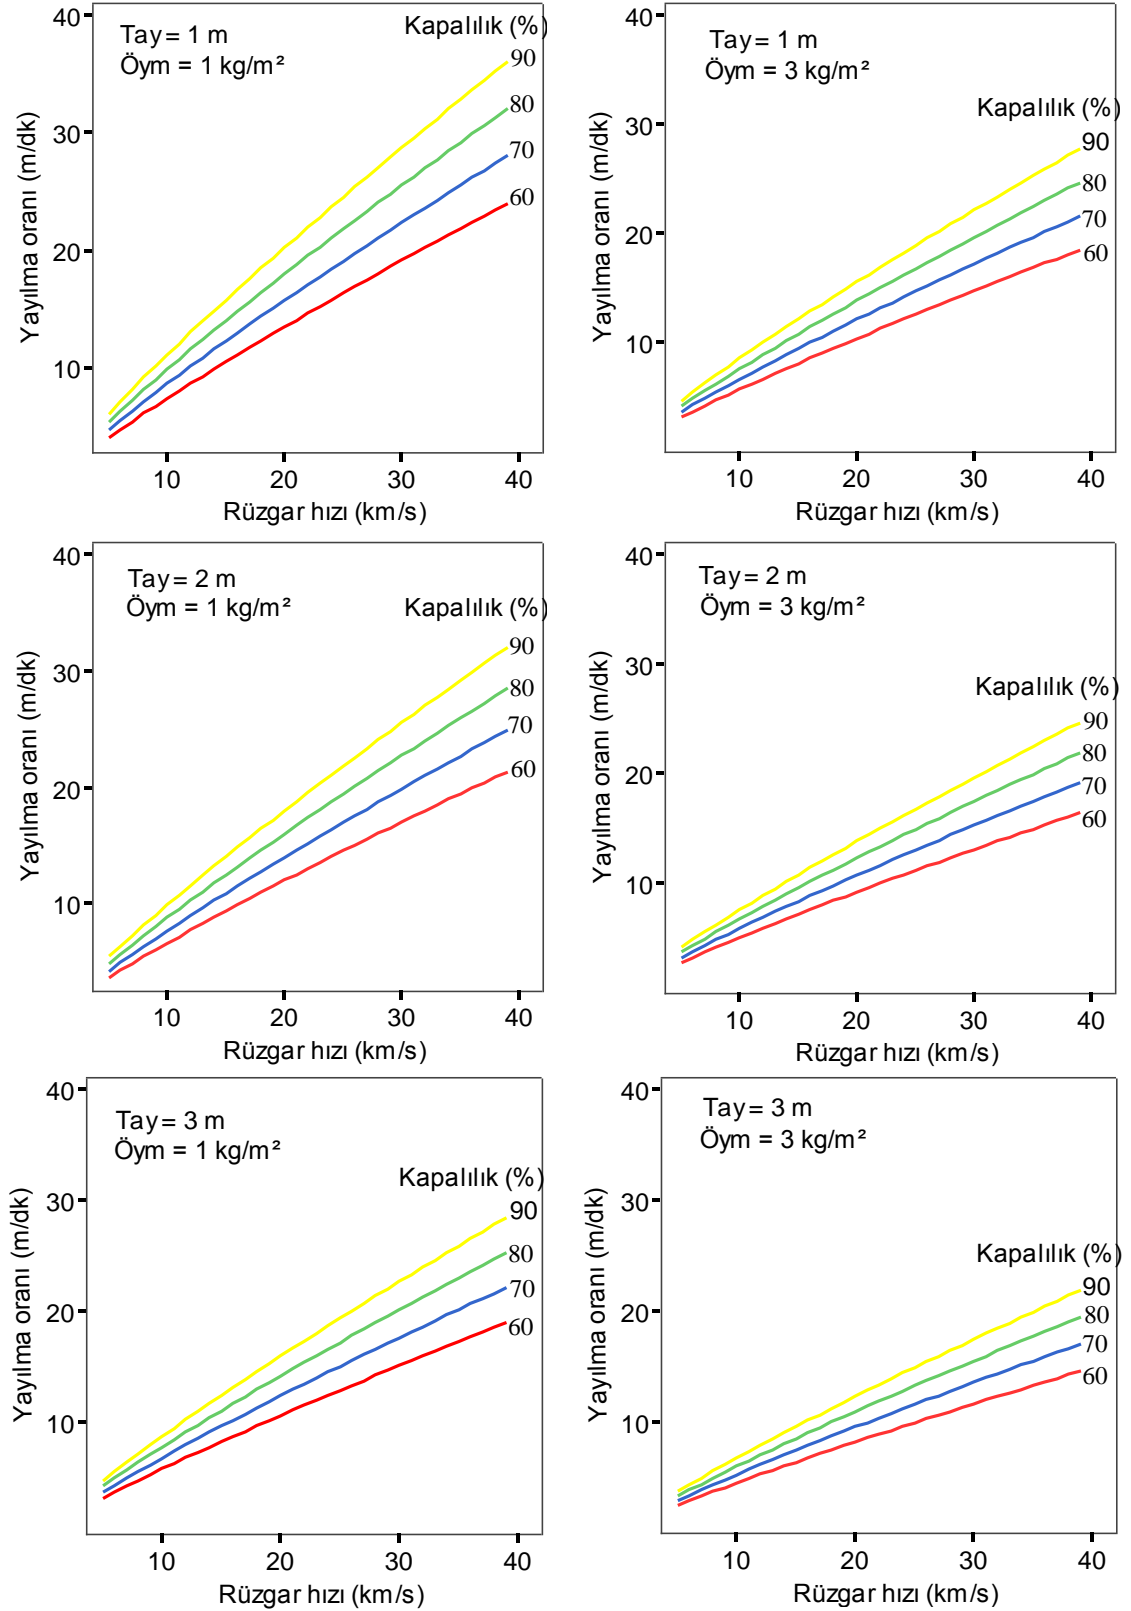 40
30
20
10
Yayılma oranı (m/dk)
Tay = 1 m
Öym = 1 kg/m²
Kapalılık (%)
90
80
70
60
10 20 30 40
Rüzgar hızı (km/s)
40
30
20
10
Yayılma oranı (m/dk)
Tay = 1 m
Öym = 3 kg/m²
Kapalılık (%)
90
80
70
60
10 20 30 40
Rüzgar hızı (km/s)
40
30
20
10
Yayılma oranı (m/dk)
Tay = 2 m
Öym = 1 kg/m²
Kapalılık (%)
90
80
70
60
10 20 30 40
Rüzgar hızı (km/s)
40
30
20
10
Yayılma oranı (m/dk)
Tay = 2 m
Öym = 3 kg/m²
Kapalılık (%)
90
80
70
60
10 20 30 40
Rüzgar hızı (km/s)
40
30
20
10
Yayılma oranı (m/dk)
Tay = 3 m
Öym = 1 kg/m²
Kapalılık (%)
90
80
70
60
10 20 30 40
Rüzgar hızı (km/s)
40
30
20
10
Yayılma oranı (m/dk)
Tay = 3 m
Öym = 3 kg/m²
Kapalılık (%)
90
80
70
60
10 20 30 40
Rüzgar hızı (km/s)